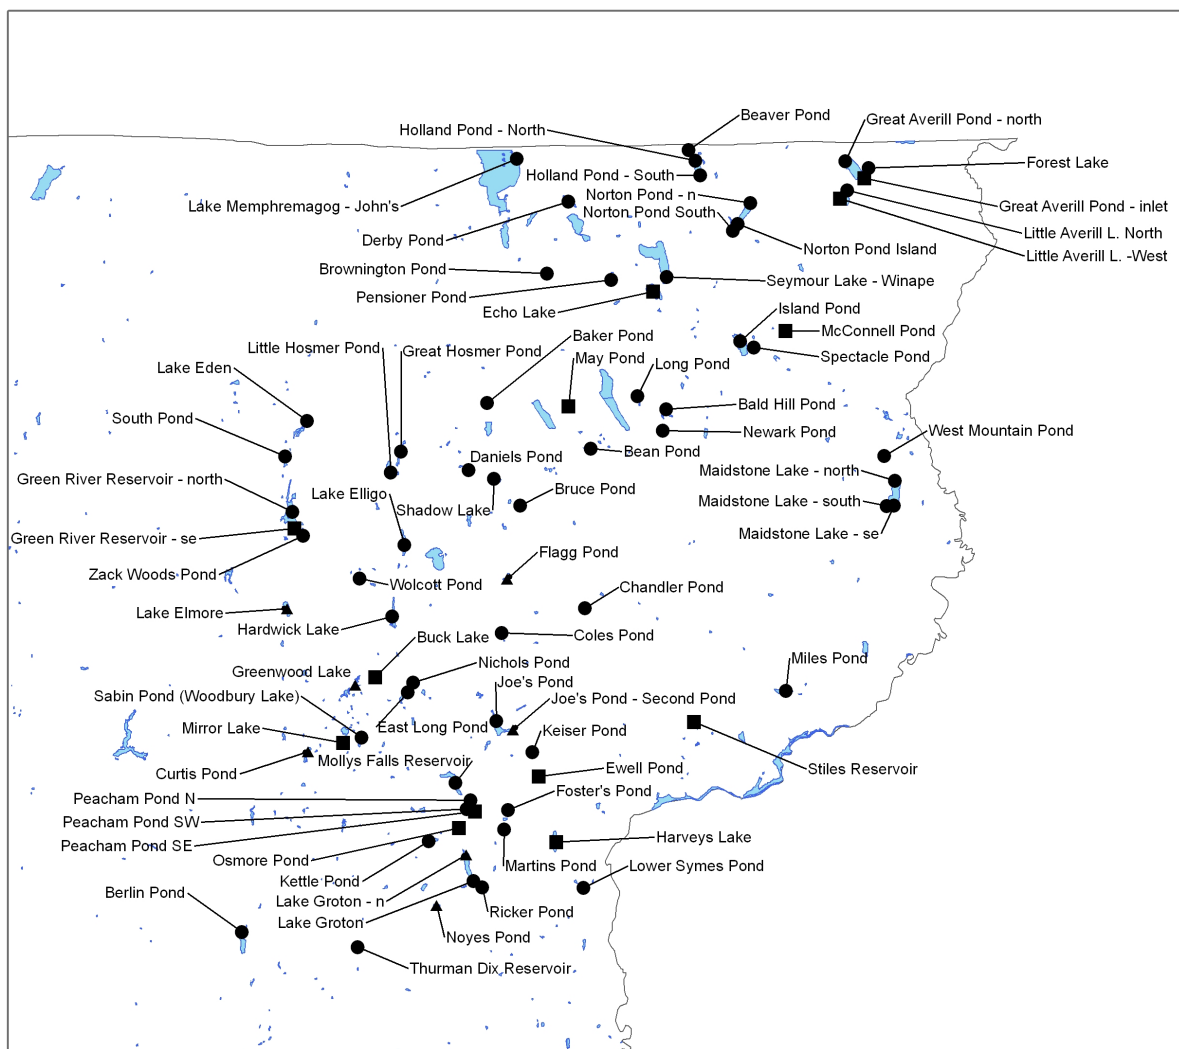 Beaver Pond
Great Averill Pond - north
Holland Pond - North
Forest Lake
Holland Pond - South
Norton Pond - n
Lake Memphremagog - John's
Great Averill Pond - inlet
Norton Pond South
Little Averill L. North
Derby Pond
Norton Pond Island
Little Averill L. -West
Brownington Pond
Seymour Lake - Winape
Pensioner Pond
Echo Lake
Island Pond
McConnell Pond
Baker Pond
Little Hosmer Pond
Great Hosmer Pond
May Pond
Long Pond
Spectacle Pond
Lake Eden
Bald Hill Pond
South Pond
Newark Pond
West Mountain Pond
Bean Pond
Daniels Pond
Maidstone Lake - north
Green River Reservoir - north
Bruce Pond
Lake Elligo
Shadow Lake
Maidstone Lake - south
Maidstone Lake - se
Green River Reservoir - se
Flagg Pond
Zack Woods Pond
Wolcott Pond
Chandler Pond
Lake Elmore
Hardwick Lake
Buck Lake
Coles Pond
Miles Pond
Nichols Pond
Greenwood Lake
Joe's Pond
Sabin Pond (Woodbury Lake)
Joe's Pond - Second Pond
Mirror Lake
East Long Pond
Keiser Pond
Mollys Falls Reservoir
Ewell Pond
Stiles Reservoir
Curtis Pond
Foster's Pond
Peacham Pond N
Peacham Pond SW
Harveys Lake
Peacham Pond SE
Osmore Pond
Martins Pond
Lower Symes Pond
Kettle Pond
Berlin Pond
Lake Groton - n
Ricker Pond
Lake Groton
Noyes Pond
Thurman Dix Reservoir